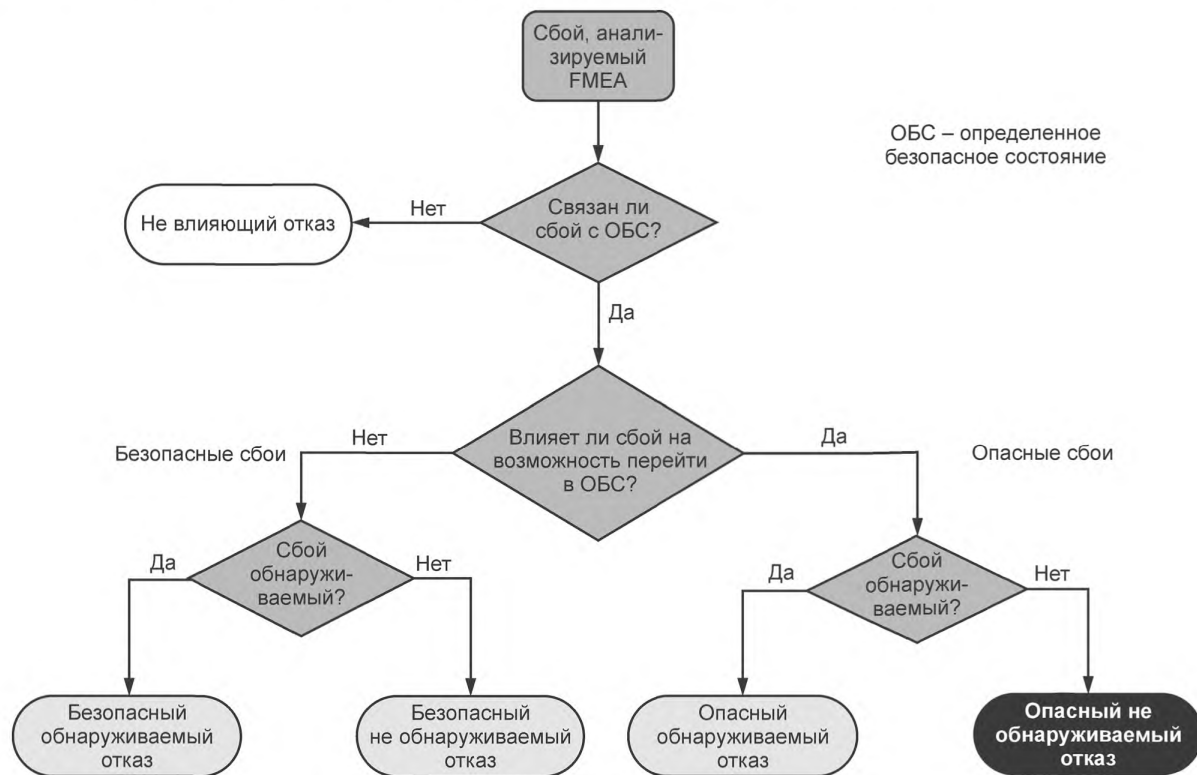 Сбой, анали-
зируемый
FMEA
ОБС – определенное
безопасное состояние
Связан ли
сбой с ОБС?
Нет
Не влияющий отказ
Да
Влияет ли сбой на
возможность перейти
в ОБС?
Нет
Да
Безопасные сбои
Опасные сбои
Сбой
обнаружи-
ваемый?
Да
Нет
Сбой
обнаружи-
ваемый?
Да
Нет
Безопасный
обнаруживаемый
отказ
Безопасный
не обнаруживаемый
отказ
Опасный
обнаруживаемый
отказ
Опасный не
обнаруживаемый
отказ